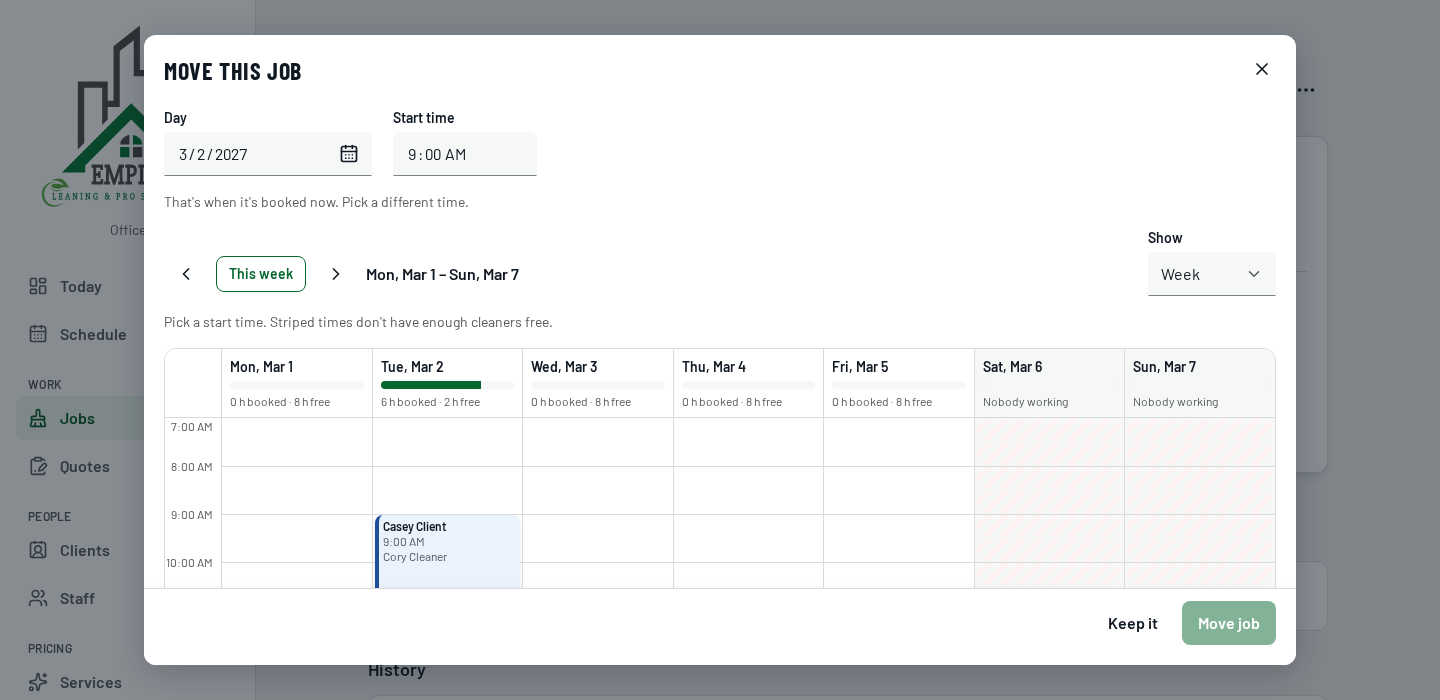 MOVE THIS JOB
Day
Start time
3/2/2027
9:00 AM
That's when it's booked now. Pick a different time.
Show
This week
Mon, Mar 1 – Sun, Mar 7
Week
Pick a start time. Striped times don't have enough cleaners free.
Mon, Mar 1
Tue, Mar 2
Wed, Mar 3
Thu, Mar 4
Fri, Mar 5
Sat, Mar 6
Sun, Mar 7
0 h booked · 8 h free
6 h booked · 2 h free
0 h booked · 8 h free
0 h booked · 8 h free
0 h booked · 8 h free
Nobody working
Nobody working
7:00 AM
8:00 AM
9:00 AM
10:00 AM
Casey Client
9:00 AM
Cory Cleaner
Keep it
Move job
EMPI
LEANING & PRO S
Office
Today
Schedule
WORK
Jobs
Quotes
PEOPLE
Clients
Staff
PRICING
Services
History